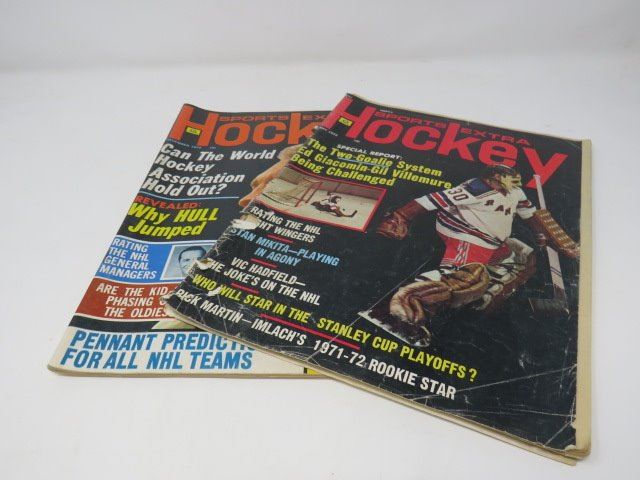 SPORTS EXTRA
Hockey
SPECIAL REPORT:
The Two-Goalie System
Ed Giacomin-Gil Villemure
Being Challenged
30
RATING THE NHL
RIGHT WINGERS
STAN MIKITA-PLAYING
IN AGONY
VIC HADFIELD-
THE JOKE'S ON THE NHL
WHO WILL STAR IN THE STANLEY CUP PLAYOFFS?
RICK MARTIN-IMLACH'S 1971-72 ROOKIE STAR
SPORTS EXTRA
Hocke
Can The World
Hockey
Association
Hold Out?
REVEALED:
Why HULL
Jumped
RATING
THE NHL
GENERAL
MANAGERS
ARE THE KID
PHASING O
THE OLDIES
PENNANT PREDICTI
FOR ALL NHL TEAMS